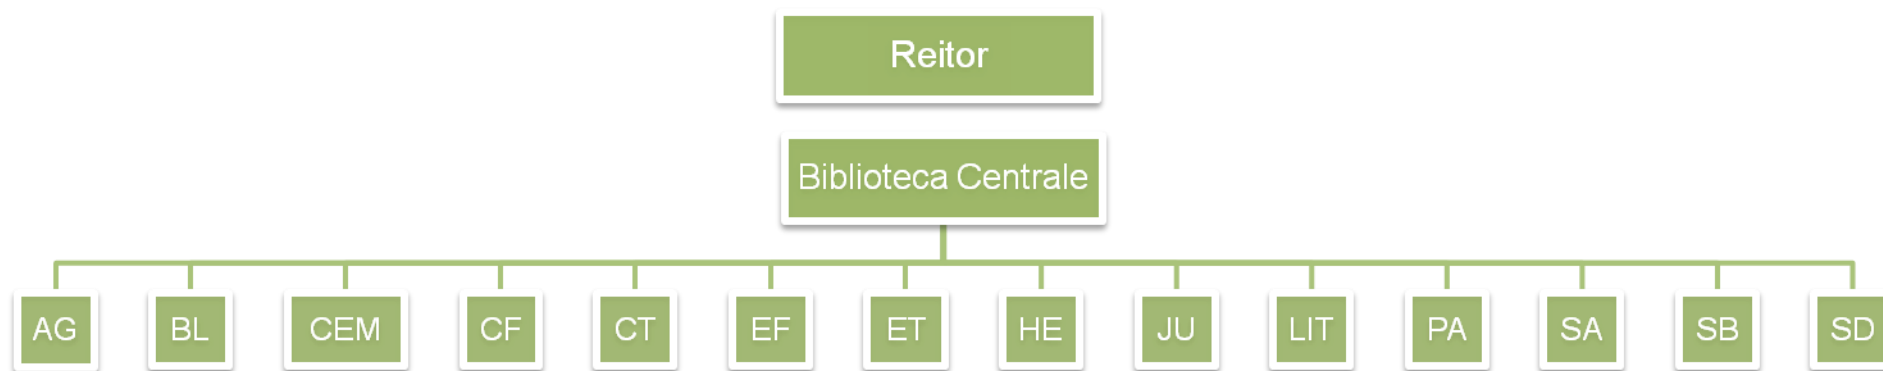 Reitor
Biblioteca Centrale
AG BL CEM CF CT EF ET HE JU LIT PA SA SB SD